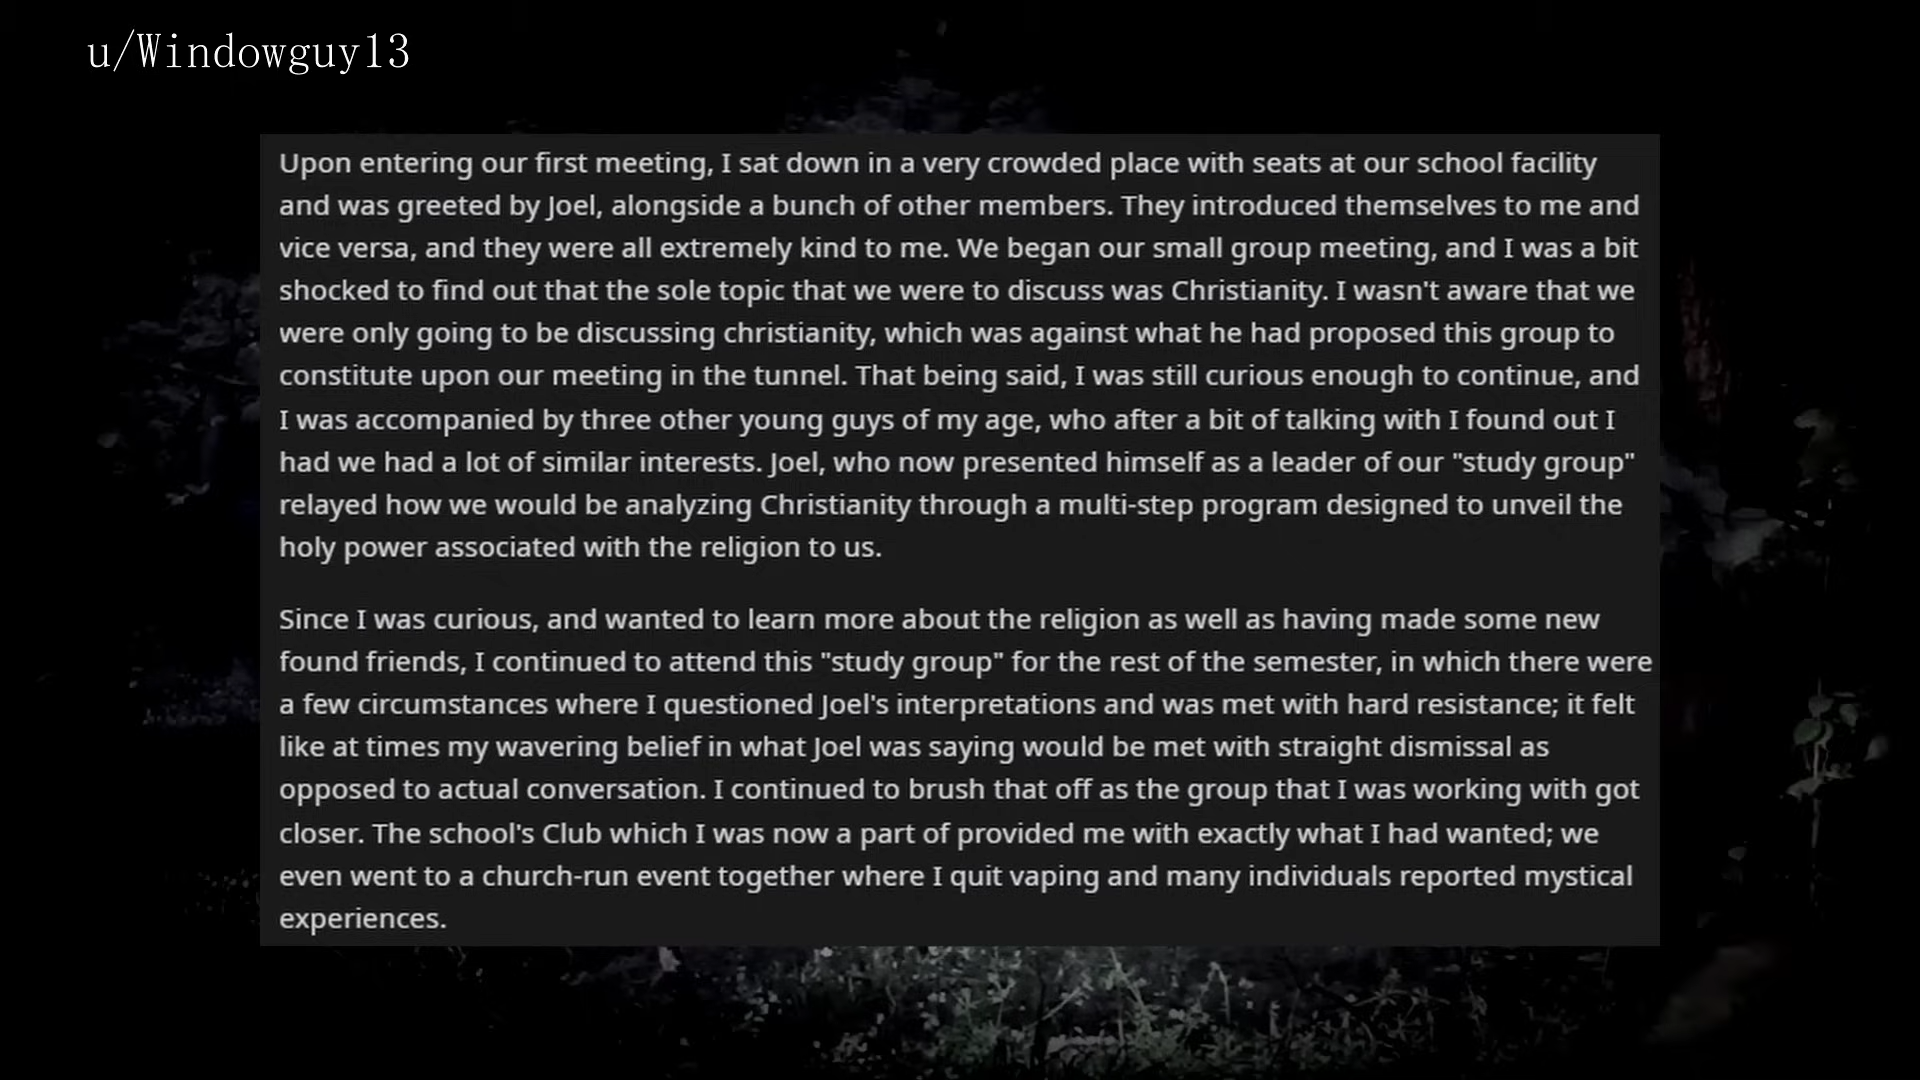 u/Windowguy13
Upon entering our first meeting, I sat down in a very crowded place with seats at our school facility
and was greeted by Joel, alongside a bunch of other members. They introduced themselves to me and
vice versa, and they were all extremely kind to me. We began our small group meeting, and I was a bit
shocked to find out that the sole topic that we were to discuss was Christianity. I wasn't aware that we
were only going to be discussing christianity, which was against what he had proposed this group to
constitute upon our meeting in the tunnel. That being said, I was still curious enough to continue, and
I was accompanied by three other young guys of my age, who after a bit of talking with I found out I
had we had a lot of similar interests. Joel, who now presented himself as a leader of our "study group"
relayed how we would be analyzing Christianity through a multi-step program designed to unveil the
holy power associated with the religion to us.
Since I was curious, and wanted to learn more about the religion as well as having made some new
found friends, I continued to attend this "study group" for the rest of the semester, in which there were
a few circumstances where I questioned Joel's interpretations and was met with hard resistance; it felt
like at times my wavering belief in what Joel was saying would be met with straight dismissal as
opposed to actual conversation. I continued to brush that off as the group that I was working with got
closer. The school's Club which I was now a part of provided me with exactly what I had wanted; we
even went to a church-run event together where I quit vaping and many individuals reported mystical
experiences.